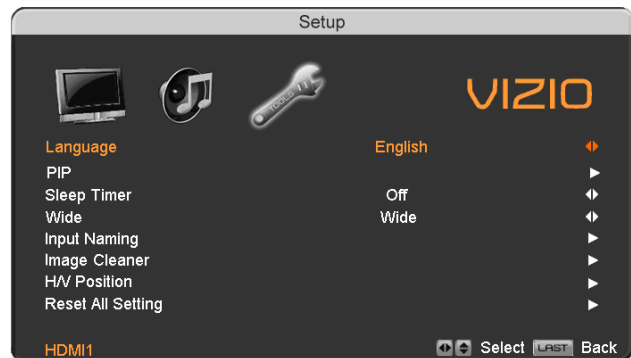 Setup
TOOLS
VIZIO
Language English
PIP
Sleep Timer Off
Wide Wide
Input Naming
Image Cleaner
H/V Position
Reset All Setting
HDMI1 Select LAST Back